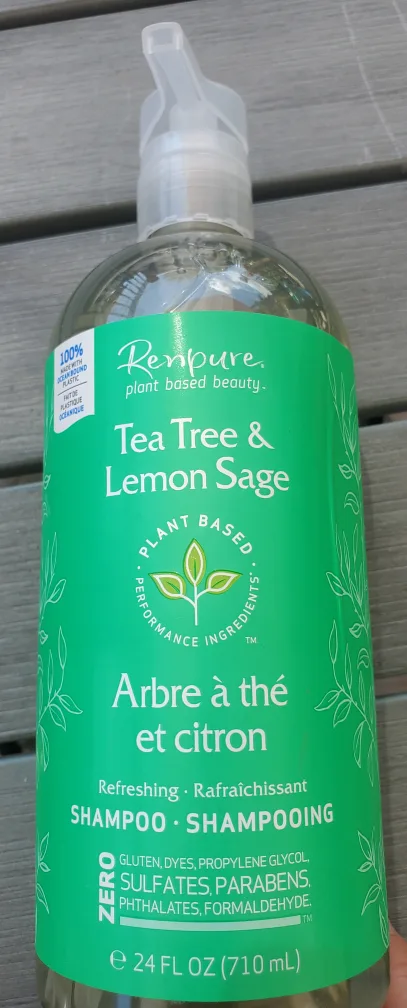 100%
MADE WITH
OCEAN BOUND
PLASTIC
FAIT DE
PLASTIQUE
OCÉANIQUE
Renpure®
plant based beauty™
Tea Tree &
Lemon Sage
· PLANT BASED ·
PERFORMANCE INGREDIENTS
TM
Arbre à thé
et citron
Refreshing · Rafraîchissant
SHAMPOO · SHAMPOOING
ZERO
GLUTEN, DYES, PROPYLENE GLYCOL,
SULFATES, PARABENS,
PHTHALATES, FORMALDEHYDE.
TM
℮ 24 FL OZ (710 mL)